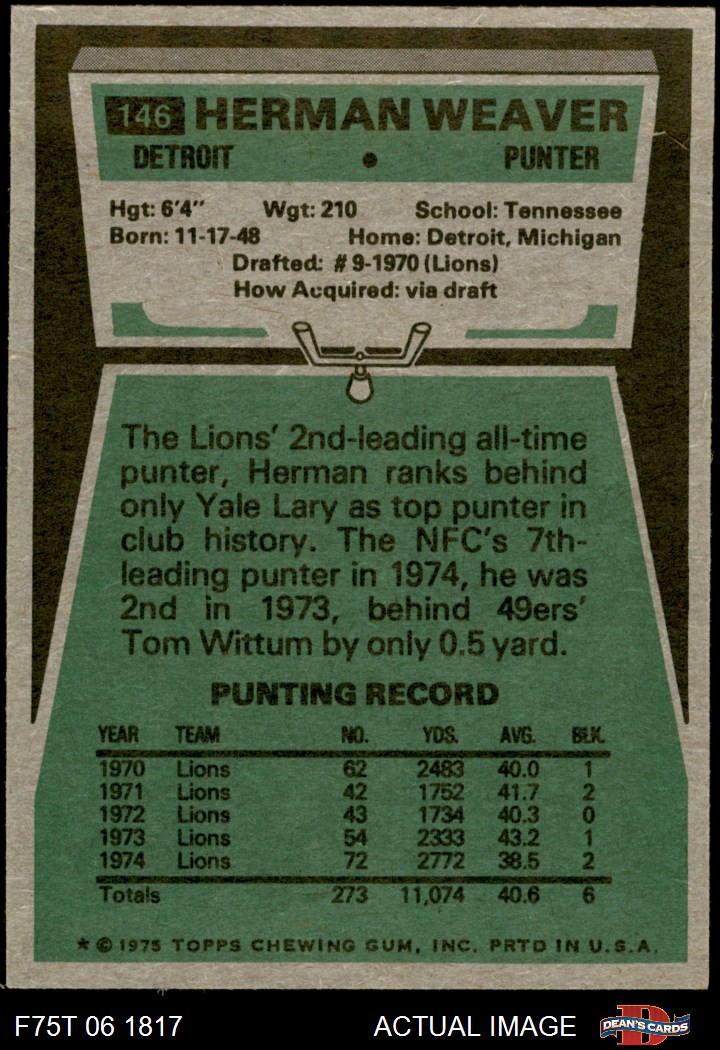 146 HERMAN WEAVER
DETROIT • PUNTER
Hgt: 6'4" Wgt: 210 School: Tennessee
Born: 11-17-48 Home: Detroit, Michigan
Drafted: #9-1970 (Lions)
How Acquired: via draft
The Lions' 2nd-leading all-time
punter, Herman ranks behind
only Yale Lary as top punter in
club history. The NFC's 7th-
leading punter in 1974, he was
2nd in 1973, behind 49ers'
Tom Wittum by only 0.5 yard.
PUNTING RECORD
YEAR TEAM NO. YDS. AVG. BLK.
1970 Lions 62 2483 40.0 1
1971 Lions 42 1752 41.7 2
1972 Lions 43 1734 40.3 0
1973 Lions 54 2333 43.2 1
1974 Lions 72 2772 38.5 2
Totals 273 11,074 40.6 6
* © 1975 TOPPS CHEWING GUM, INC. PRTD IN U.S.A.
F75T 06 1817 ACTUAL IMAGE D DEAN'S CARDS